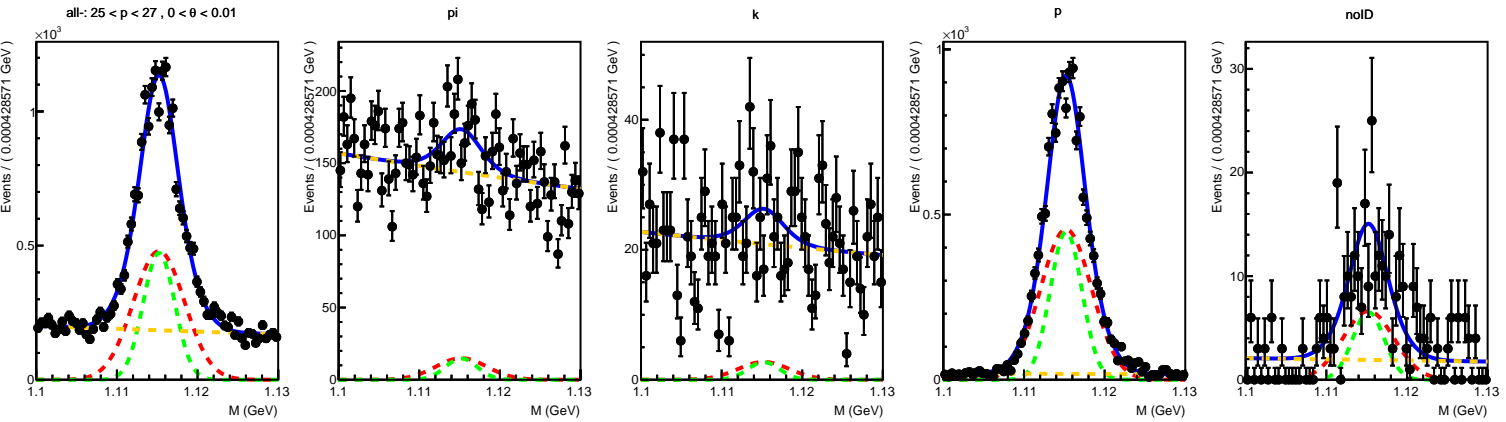 all-: 25 < p < 27 , 0 < θ < 0.01
×10³
Events / ( 0.000428571 GeV )
1
0.5
0
1.1 1.11 1.12 1.13
M (GeV)
pi
Events / ( 0.000428571 GeV )
200
150
100
50
0
1.1 1.11 1.12 1.13
M (GeV)
k
Events / ( 0.000428571 GeV )
40
20
0
1.1 1.11 1.12 1.13
M (GeV)
p
×10³
Events / ( 0.000428571 GeV )
1
0.5
0
1.1 1.11 1.12 1.13
M (GeV)
noID
Events / ( 0.000428571 GeV )
30
20
10
0
1.1 1.11 1.12 1.13
M (GeV)